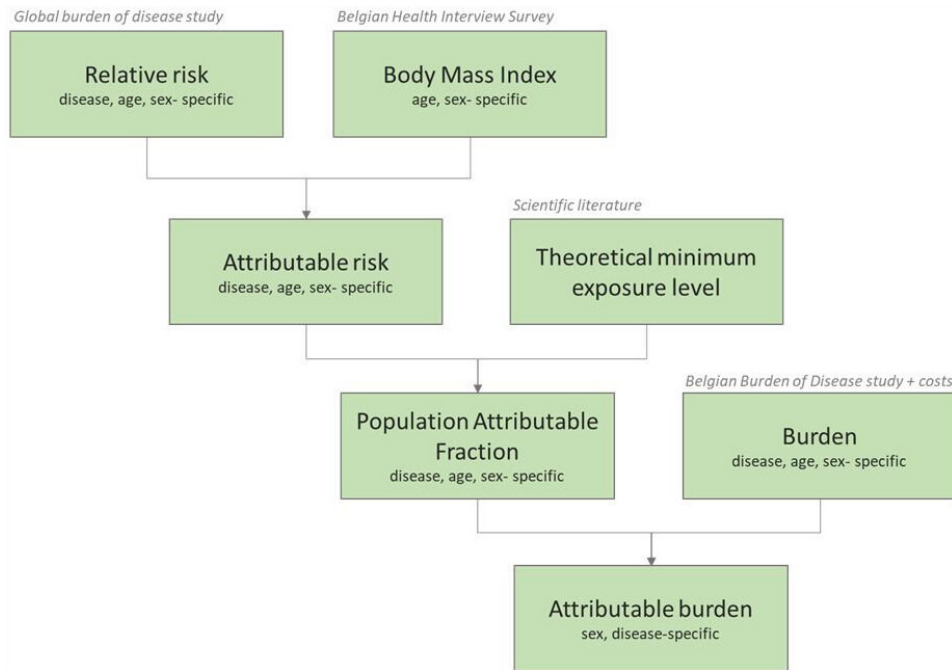 Global burden of disease study
Belgian Health Interview Survey
Relative risk
disease, age, sex- specific
Body Mass Index
age, sex- specific
Scientific literature
Attributable risk
disease, age, sex- specific
Theoretical minimum
exposure level
Belgian Burden of Disease study + costs
Population Attributable
Fraction
disease, age, sex- specific
Burden
disease, age, sex- specific
Attributable burden
sex, disease-specific